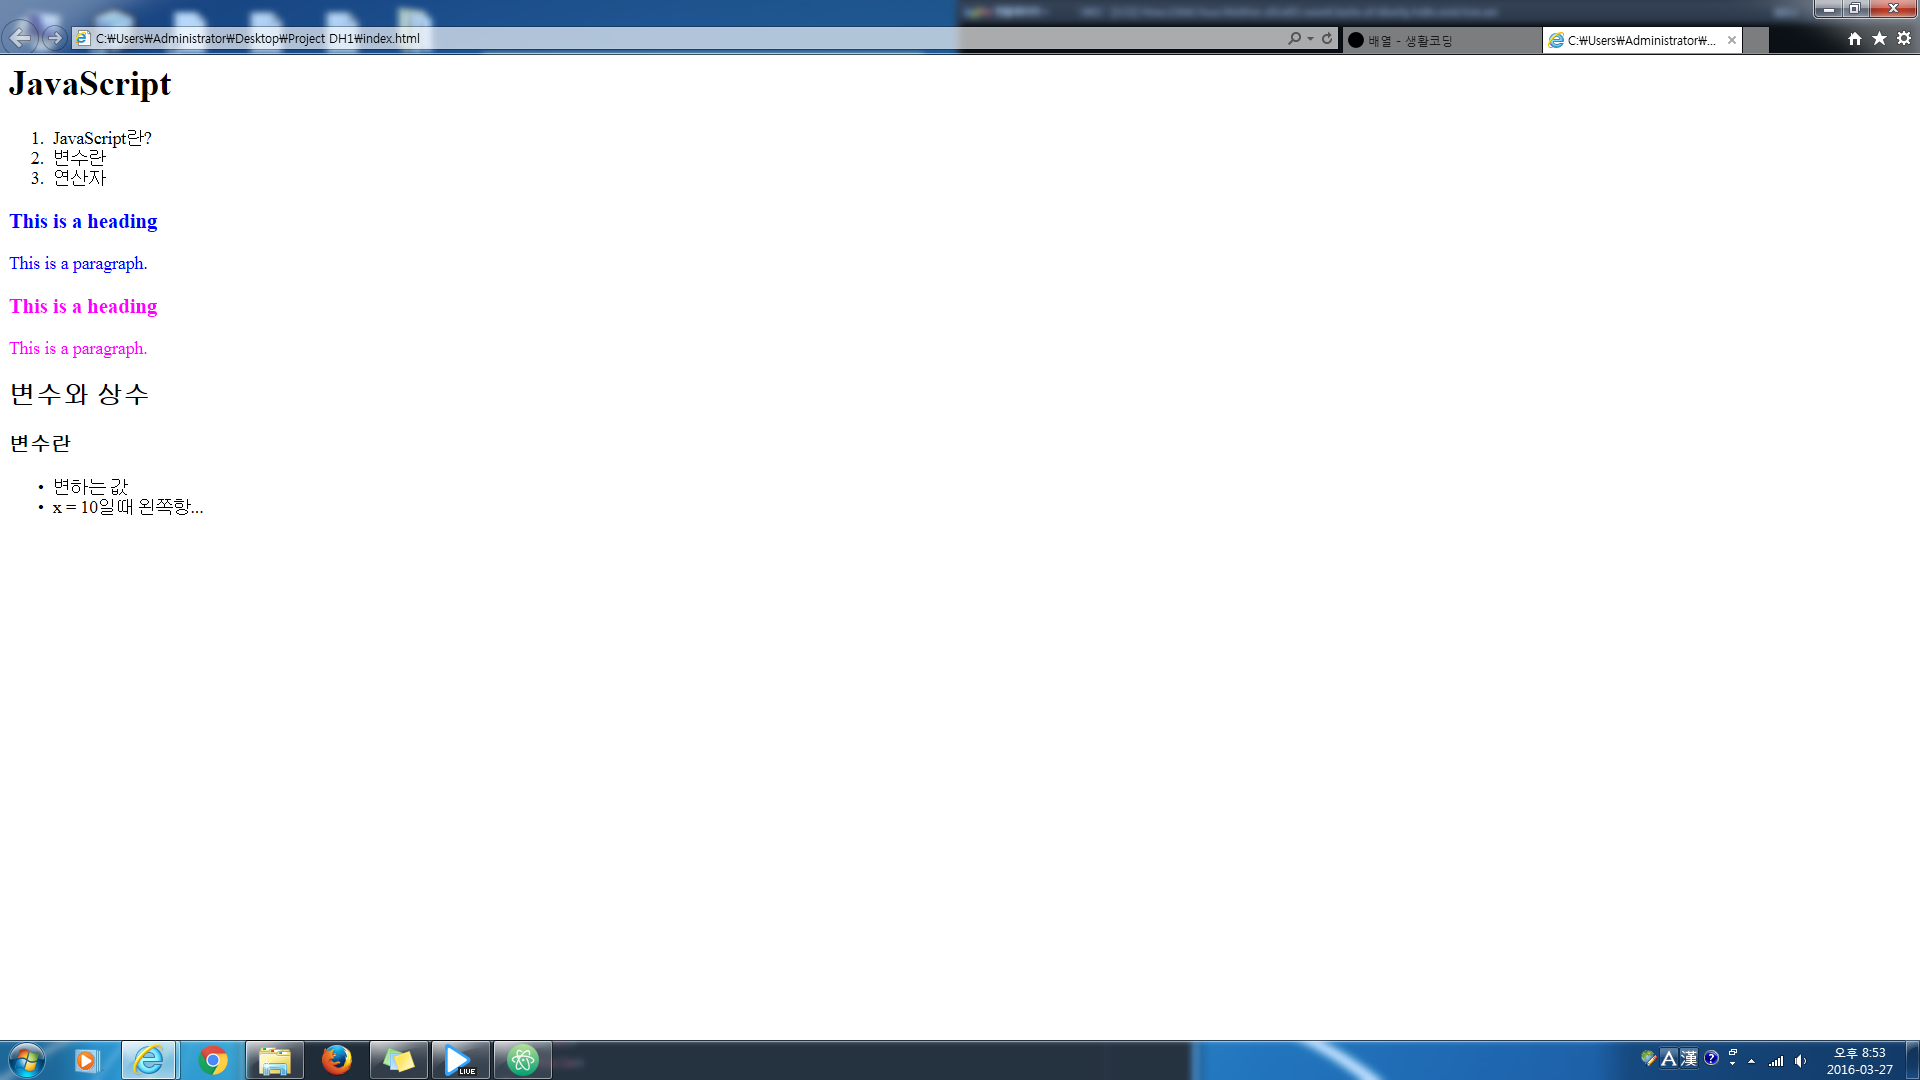 C:₩Users₩Administrator₩Desktop₩Project DH1₩index.html
배열 - 생활코딩
C:₩Users₩Administrator₩...
JavaScript
1. JavaScript란?
2. 변수란
3. 연산자
This is a heading
This is a paragraph.
This is a heading
This is a paragraph.
변수와 상수
변수란
• 변하는 값
• x = 10일때 왼쪽항...
LIVE
A 漢
오후 8:53
2016-03-27